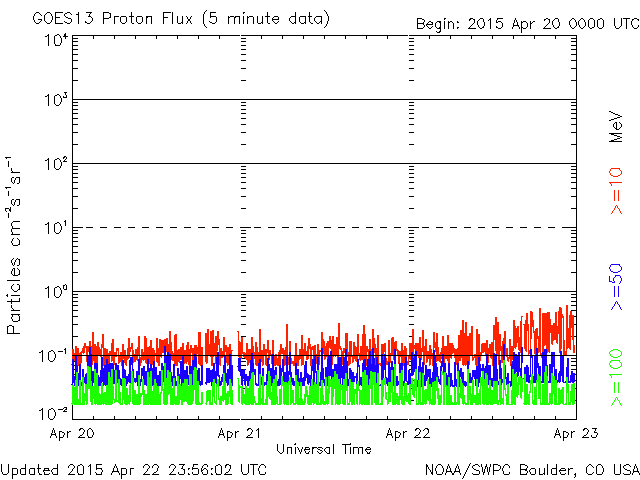 GOES13 Proton Flux (5 minute data)
Begin: 2015 Apr 20 0000 UTC
10⁴
10³
10²
10¹
10⁰
10⁻¹
10⁻²
Particles cm⁻²s⁻¹sr⁻¹
MeV
>=10
>=50
>=100
Apr 20
Apr 21
Apr 22
Apr 23
Universal Time
Updated 2015 Apr 22 23:56:02 UTC
NOAA/SWPC Boulder, CO USA